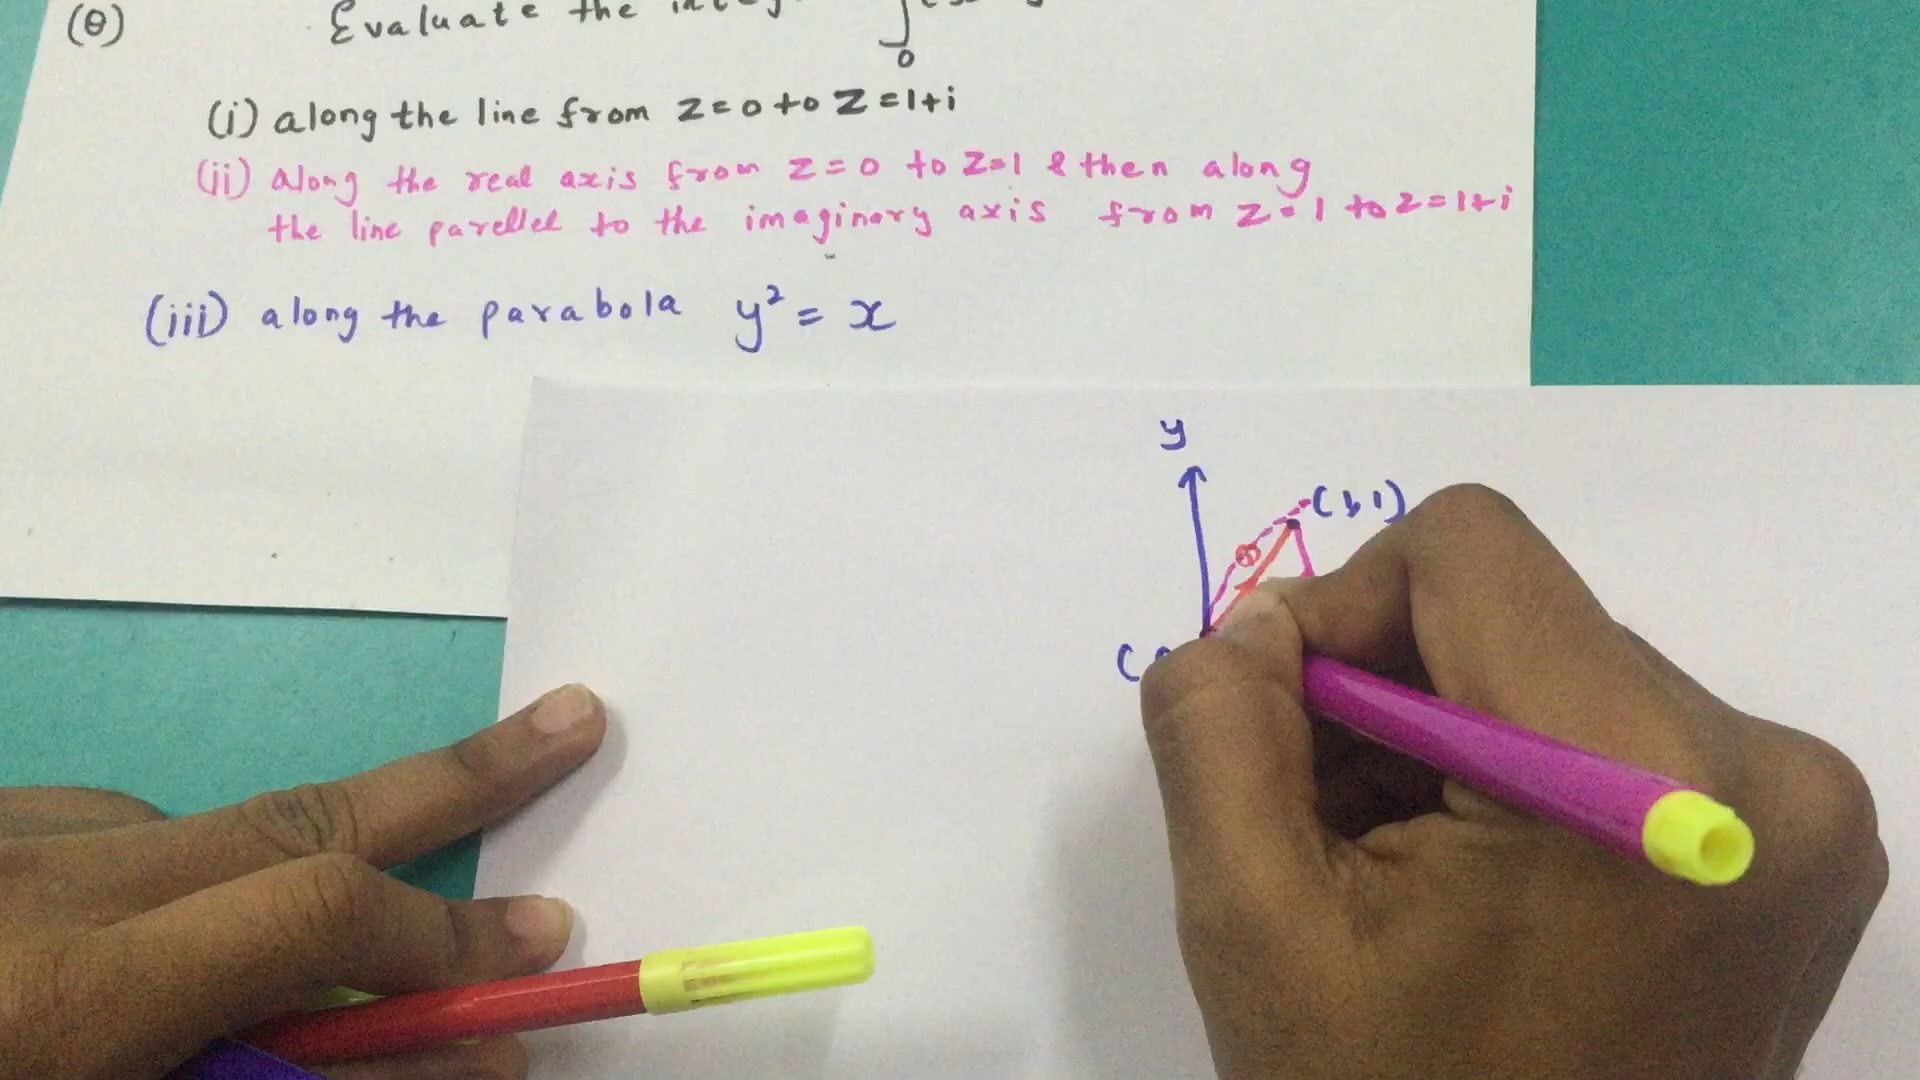 (θ) Evaluate the
0
(i) along the line from z=0 to z=1+i
(ii) Along the real axis from z=0 to z=1 & then along
the line parellel to the imaginary axis from z=1 to z=1+i
(iii) along the parabola y²=x
y
(1,1)